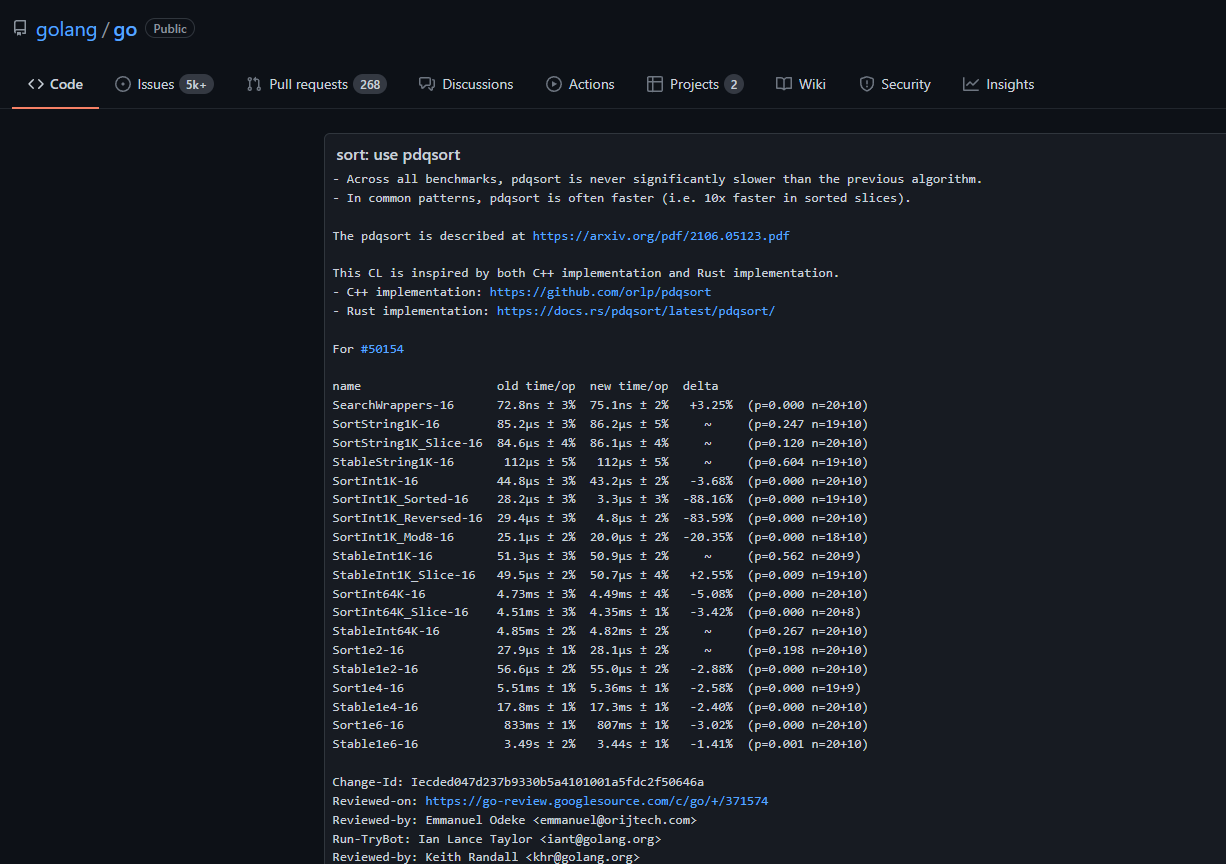 golang / go Public
Code Issues 5k+ Pull requests 268 Discussions Actions Projects 2 Wiki Security Insights
sort: use pdqsort
- Across all benchmarks, pdqsort is never significantly slower than the previous algorithm.
- In common patterns, pdqsort is often faster (i.e. 10x faster in sorted slices).
The pdqsort is described at https://arxiv.org/pdf/2106.05123.pdf
This CL is inspired by both C++ implementation and Rust implementation.
- C++ implementation: https://github.com/orlp/pdqsort
- Rust implementation: https://docs.rs/pdqsort/latest/pdqsort/
For #50154
name old time/op new time/op delta
SearchWrappers-16 72.8ns ± 3% 75.1ns ± 2% +3.25% (p=0.000 n=20+10)
SortString1K-16 85.2µs ± 3% 86.2µs ± 5% ~ (p=0.247 n=19+10)
SortString1K_Slice-16 84.6µs ± 4% 86.1µs ± 4% ~ (p=0.120 n=20+10)
StableString1K-16 112µs ± 5% 112µs ± 5% ~ (p=0.604 n=19+10)
SortInt1K-16 44.8µs ± 3% 43.2µs ± 2% -3.68% (p=0.000 n=20+10)
SortInt1K_Sorted-16 28.2µs ± 3% 3.3µs ± 3% -88.16% (p=0.000 n=19+10)
SortInt1K_Reversed-16 29.4µs ± 3% 4.8µs ± 2% -83.59% (p=0.000 n=20+10)
SortInt1K_Mod8-16 25.1µs ± 2% 20.0µs ± 2% -20.35% (p=0.000 n=18+10)
StableInt1K-16 51.3µs ± 3% 50.9µs ± 2% ~ (p=0.562 n=20+9)
StableInt1K_Slice-16 49.5µs ± 2% 50.7µs ± 4% +2.55% (p=0.009 n=19+10)
SortInt64K-16 4.73ms ± 3% 4.49ms ± 4% -5.08% (p=0.000 n=20+10)
SortInt64K_Slice-16 4.51ms ± 3% 4.35ms ± 1% -3.42% (p=0.000 n=20+8)
StableInt64K-16 4.85ms ± 2% 4.82ms ± 2% ~ (p=0.267 n=20+10)
Sort1e2-16 27.9µs ± 1% 28.1µs ± 2% ~ (p=0.198 n=20+10)
Stable1e2-16 56.6µs ± 2% 55.0µs ± 2% -2.88% (p=0.000 n=20+10)
Sort1e4-16 5.51ms ± 1% 5.36ms ± 1% -2.58% (p=0.000 n=19+9)
Stable1e4-16 17.8ms ± 1% 17.3ms ± 1% -2.40% (p=0.000 n=20+10)
Sort1e6-16 833ms ± 1% 807ms ± 1% -3.02% (p=0.000 n=20+10)
Stable1e6-16 3.49s ± 2% 3.44s ± 1% -1.41% (p=0.001 n=20+10)
Change-Id: Iecded047d237b9330b5a4101001a5fdc2f50646a
Reviewed-on: https://go-review.googlesource.com/c/go/+/371574
Reviewed-by: Emmanuel Odeke <emmanuel@orijtech.com>
Run-TryBot: Ian Lance Taylor <iant@golang.org>
Reviewed-by: Keith Randall <khr@golang.org>